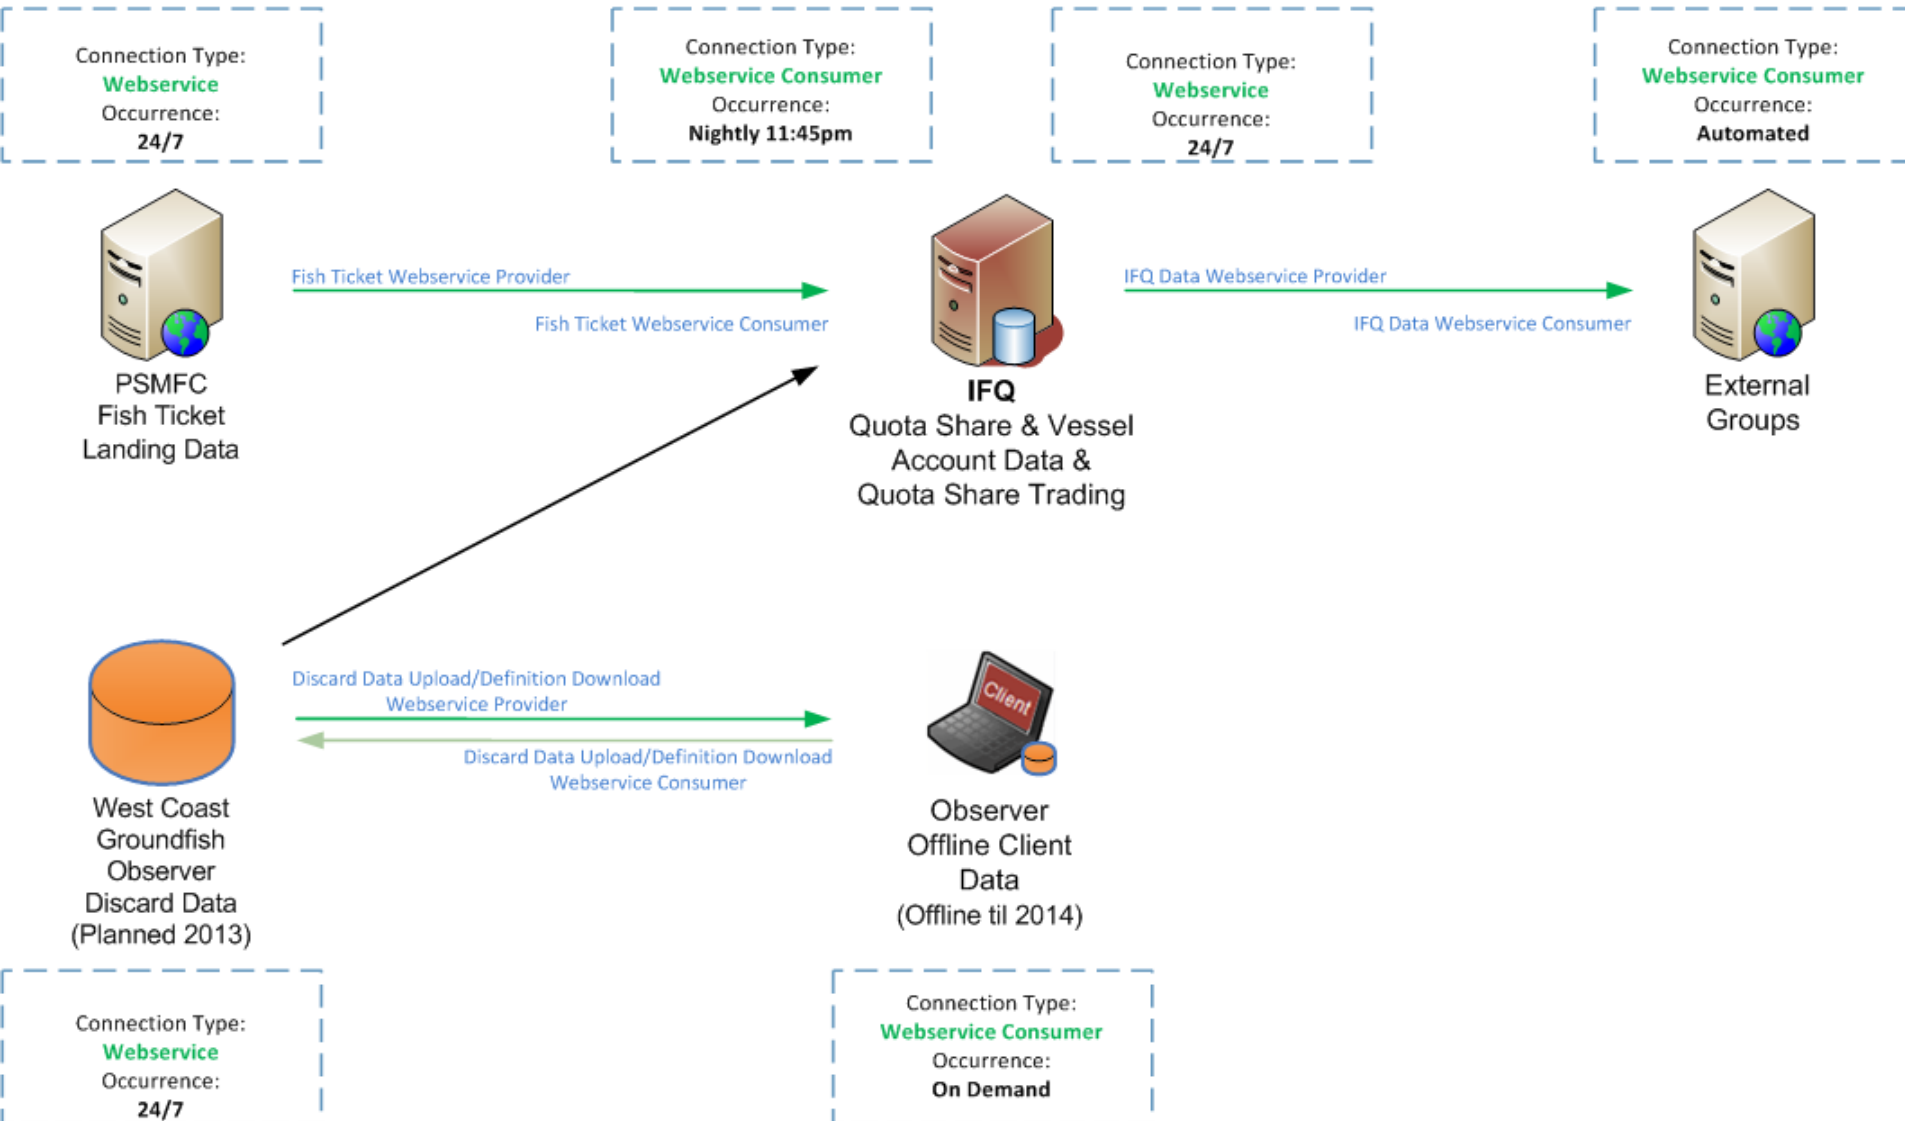 Connection Type:
Webservice
Occurrence:
24/7
Connection Type:
Webservice Consumer
Occurrence:
Nightly 11:45pm
Connection Type:
Webservice
Occurrence:
24/7
Connection Type:
Webservice Consumer
Occurrence:
Automated
Fish Ticket Webservice Provider
Fish Ticket Webservice Consumer
IFQ Data Webservice Provider
IFQ Data Webservice Consumer
PSMFC
Fish Ticket
Landing Data
IFQ
Quota Share & Vessel
Account Data &
Quota Share Trading
External
Groups
Discard Data Upload/Definition Download
Webservice Provider
Discard Data Upload/Definition Download
Webservice Consumer
Client
West Coast
Groundfish
Observer
Discard Data
(Planned 2013)
Observer
Offline Client
Data
(Offline til 2014)
Connection Type:
Webservice
Occurrence:
24/7
Connection Type:
Webservice Consumer
Occurrence:
On Demand